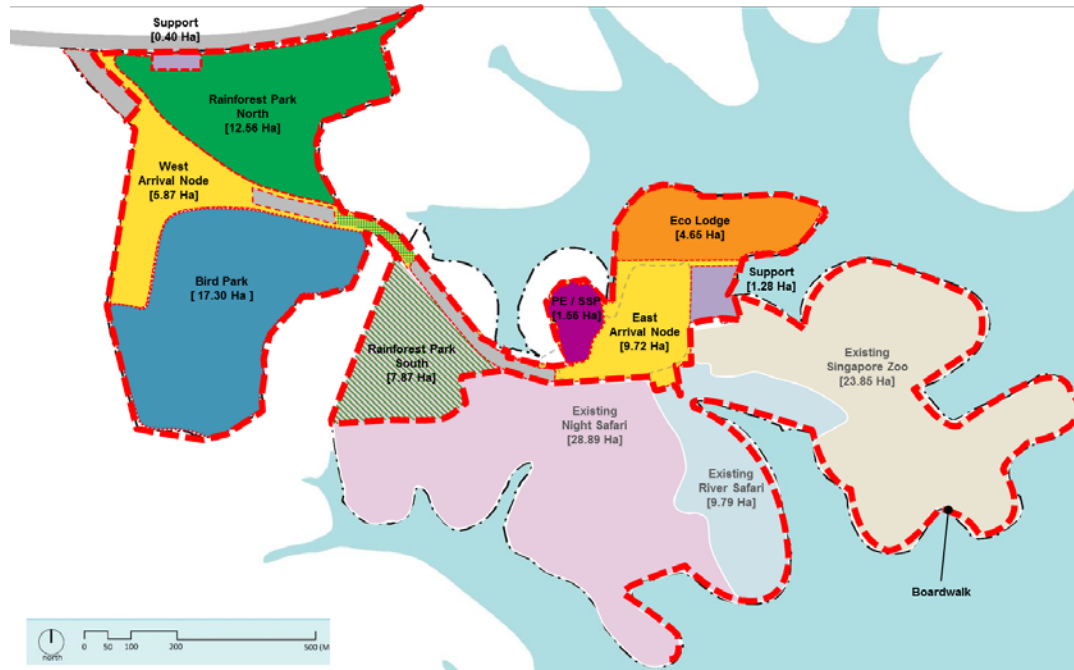 Support
[0.40 Ha]
Rainforest Park
North
[12.56 Ha]
West
Arrival Node
[5.87 Ha]
Bird Park
[ 17.30 Ha ]
Eco Lodge
[4.65 Ha]
Support
[1.28 Ha]
PE / SSP
[1.56 Ha]
East
Arrival Node
[9.72 Ha]
Rainforest Park
South
[7.87 Ha]
Existing
Singapore Zoo
[23.85 Ha]
Existing
Night Safari
[28.89 Ha]
Existing
River Safari
[9.79 Ha]
Boardwalk
north
0 50 100 200 500 (M